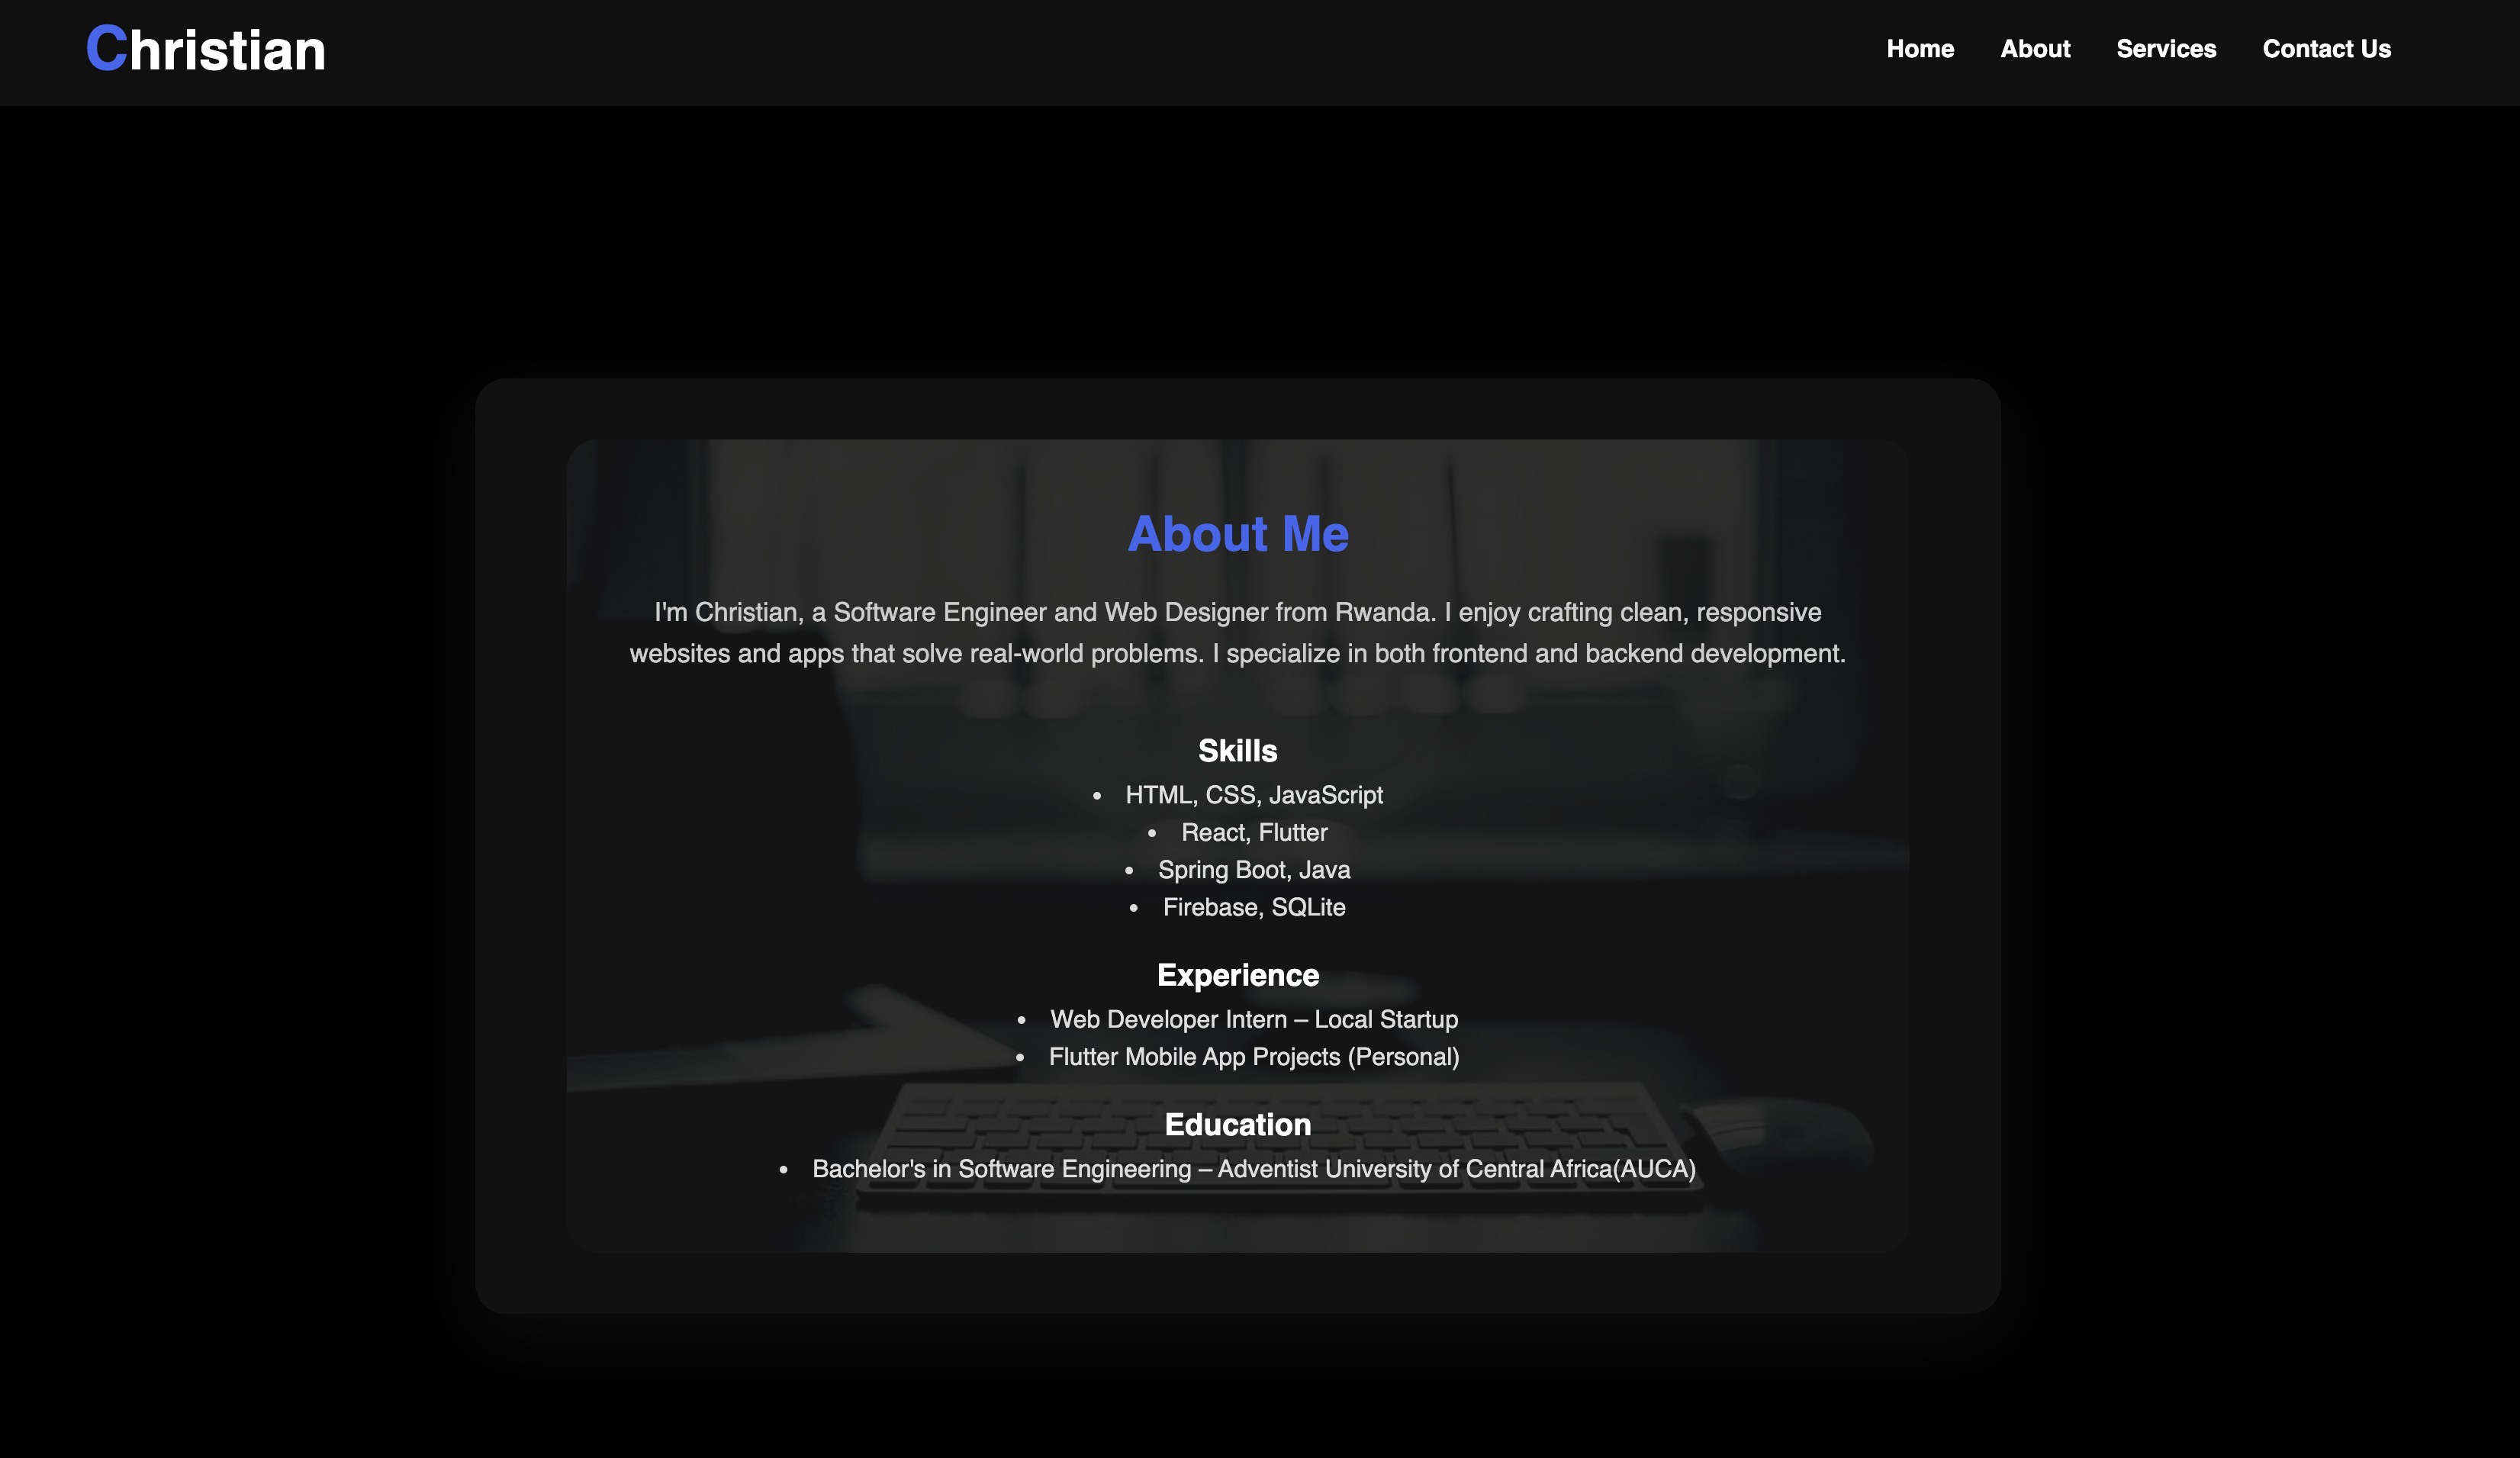 Christian
Home About Services Contact Us
About Me
I'm Christian, a Software Engineer and Web Designer from Rwanda. I enjoy crafting clean, responsive
websites and apps that solve real-world problems. I specialize in both frontend and backend development.
Skills
• HTML, CSS, JavaScript
• React, Flutter
• Spring Boot, Java
• Firebase, SQLite
Experience
• Web Developer Intern – Local Startup
• Flutter Mobile App Projects (Personal)
Education
• Bachelor's in Software Engineering – Adventist University of Central Africa(AUCA)